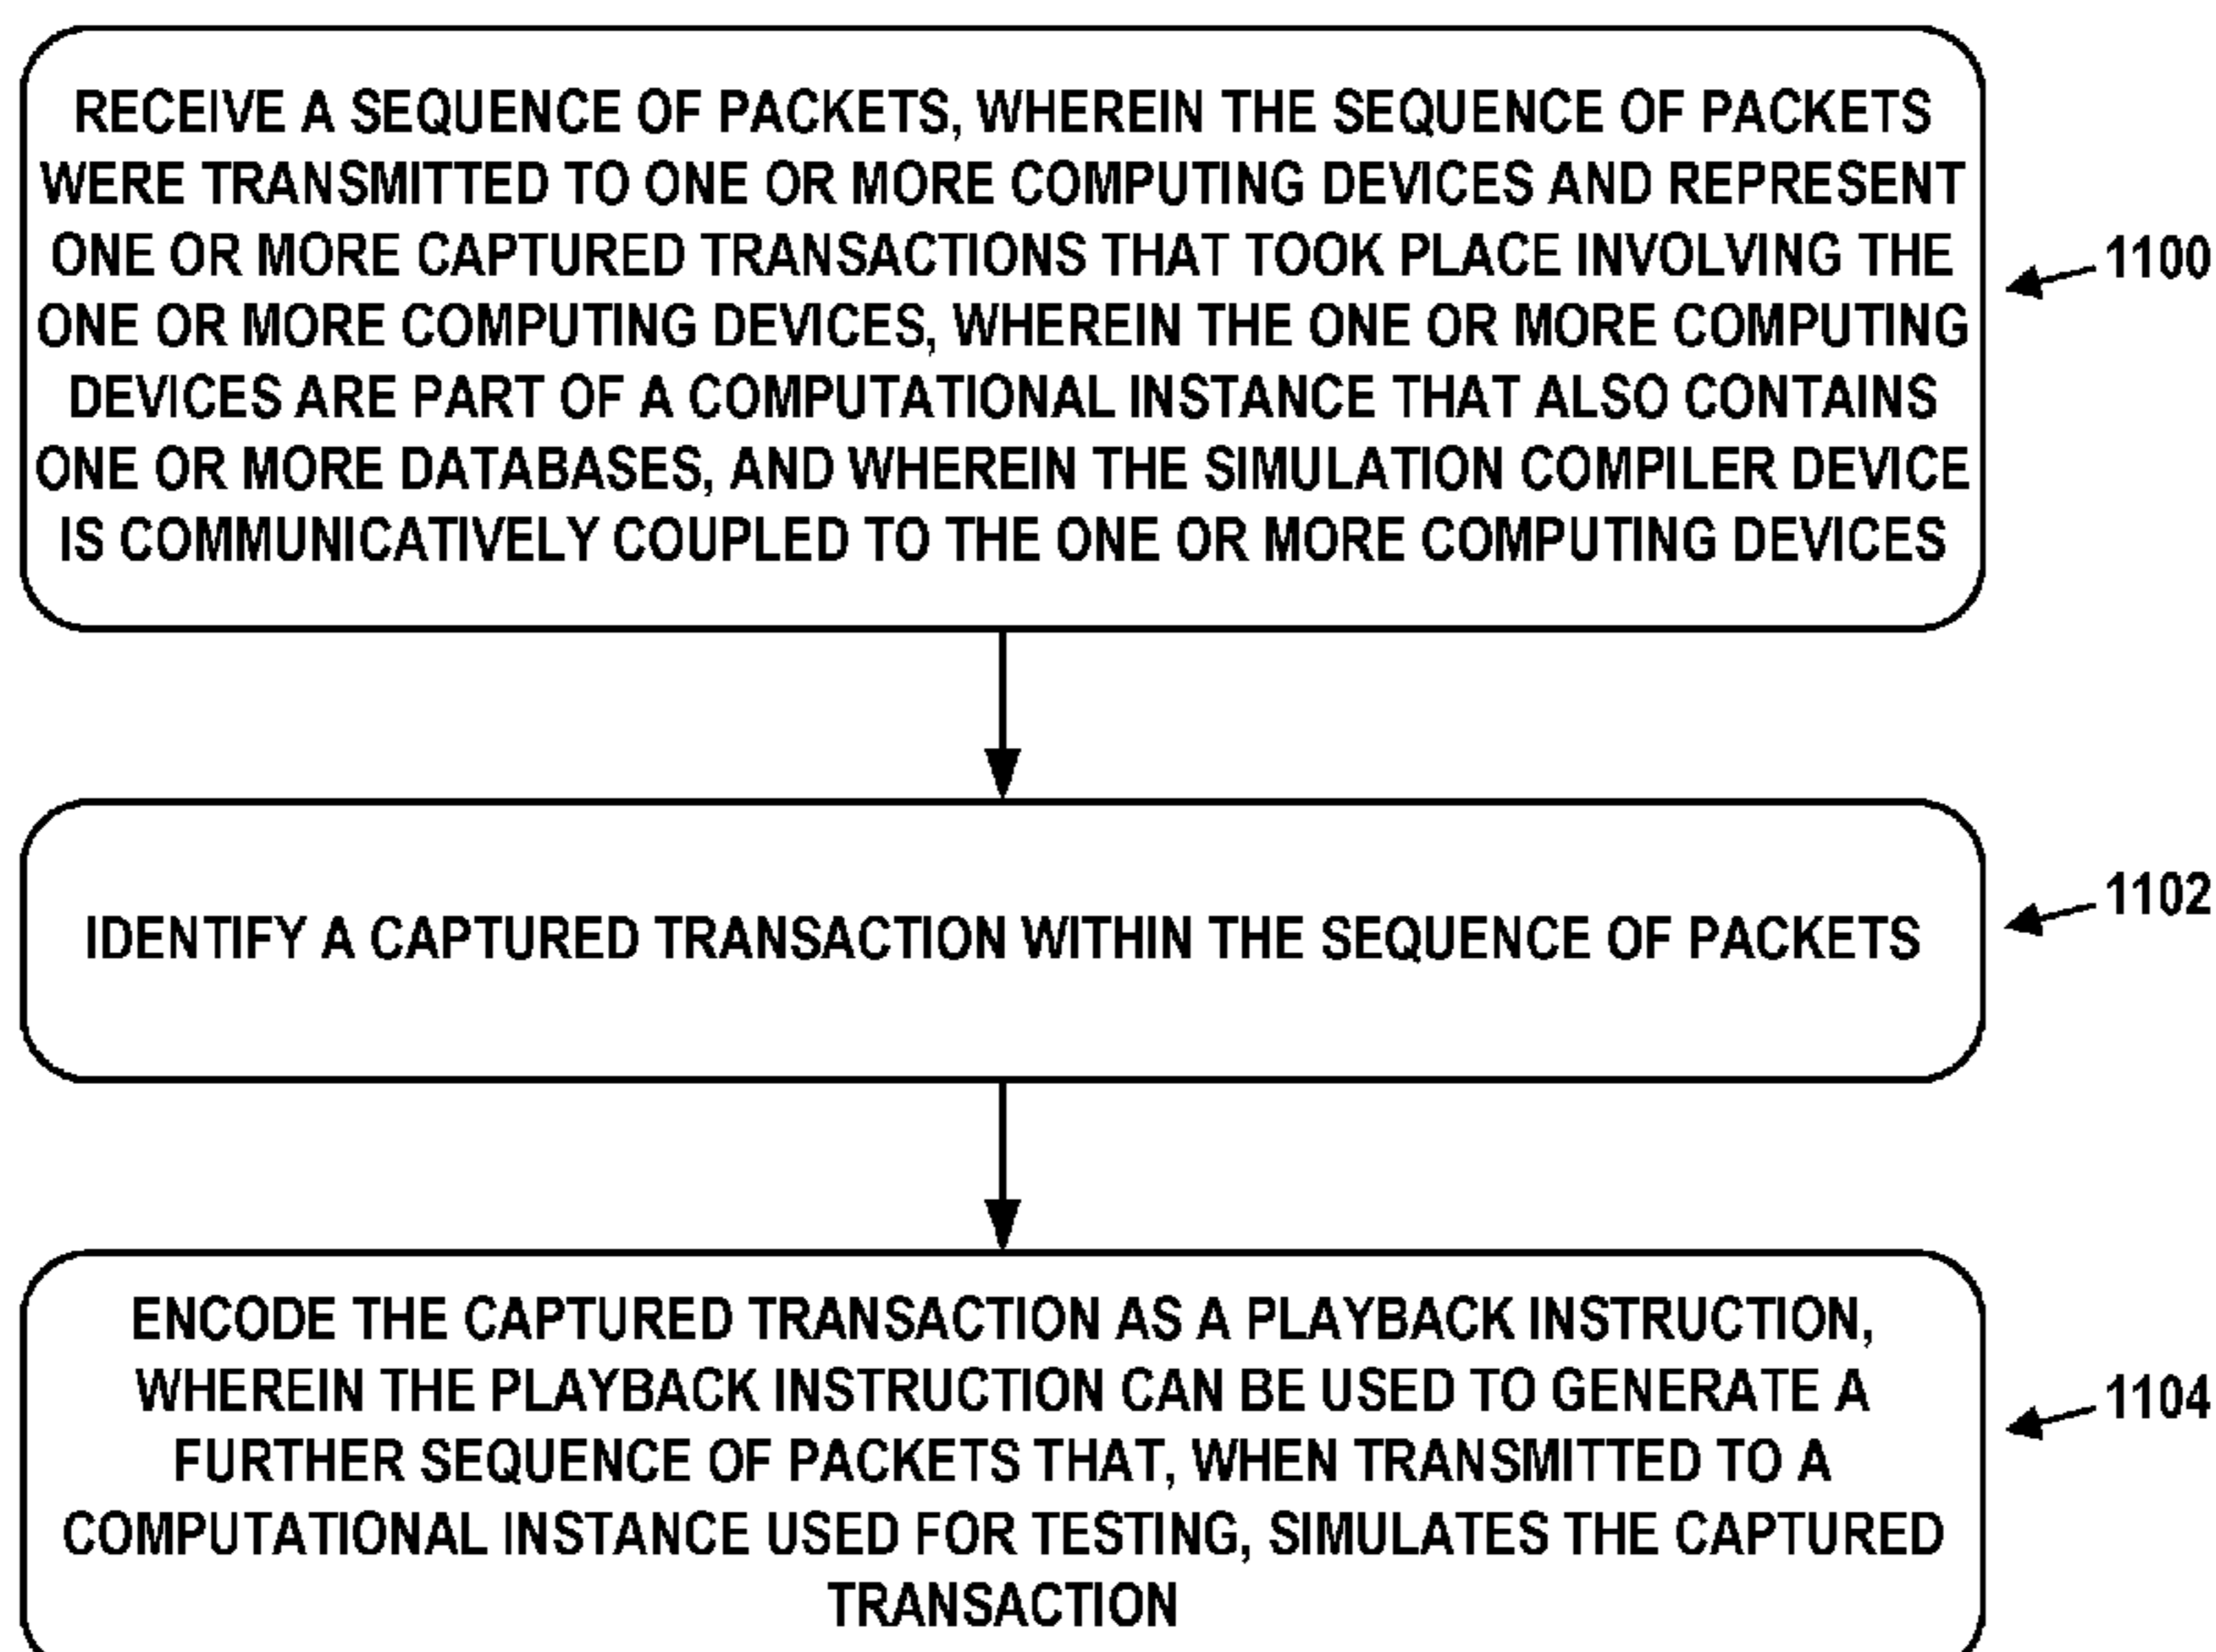 RECEIVE A SEQUENCE OF PACKETS, WHEREIN THE SEQUENCE OF PACKETS
WERE TRANSMITTED TO ONE OR MORE COMPUTING DEVICES AND REPRESENT
ONE OR MORE CAPTURED TRANSACTIONS THAT TOOK PLACE INVOLVING THE
ONE OR MORE COMPUTING DEVICES, WHEREIN THE ONE OR MORE COMPUTING
DEVICES ARE PART OF A COMPUTATIONAL INSTANCE THAT ALSO CONTAINS
ONE OR MORE DATABASES, AND WHEREIN THE SIMULATION COMPILER DEVICE
IS COMMUNICATIVELY COUPLED TO THE ONE OR MORE COMPUTING DEVICES
1100
IDENTIFY A CAPTURED TRANSACTION WITHIN THE SEQUENCE OF PACKETS
1102
ENCODE THE CAPTURED TRANSACTION AS A PLAYBACK INSTRUCTION,
WHEREIN THE PLAYBACK INSTRUCTION CAN BE USED TO GENERATE A
FURTHER SEQUENCE OF PACKETS THAT, WHEN TRANSMITTED TO A
COMPUTATIONAL INSTANCE USED FOR TESTING, SIMULATES THE CAPTURED
TRANSACTION
1104